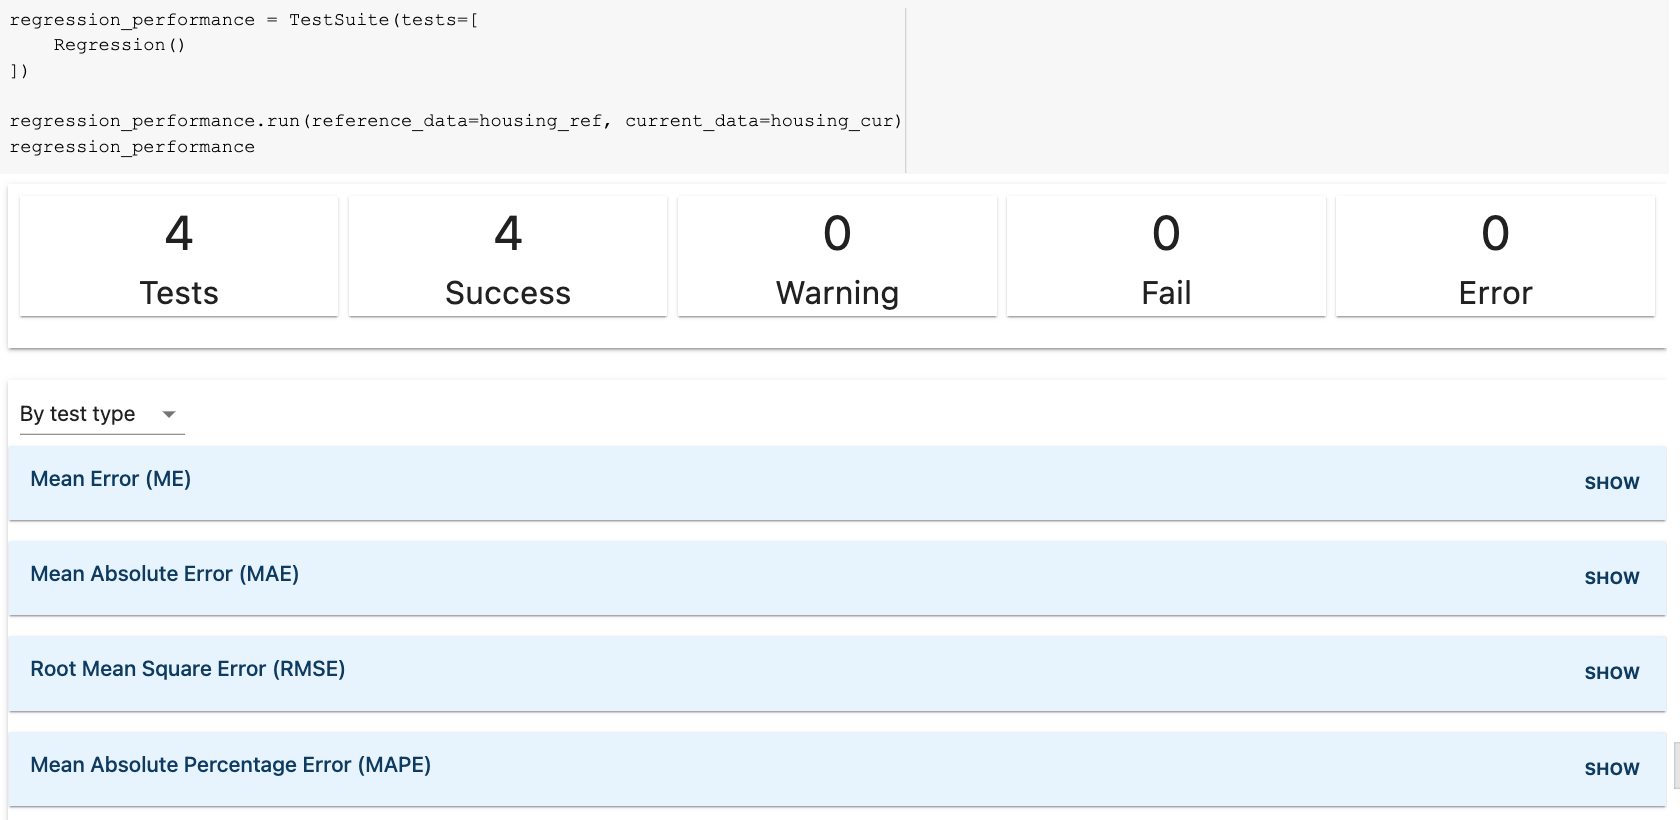 regression_performance = TestSuite(tests=[
    Regression()
])
regression_performance.run(reference_data=housing_ref, current_data=housing_cur)
regression_performance
4
Tests
4
Success
0
Warning
0
Fail
0
Error
By test type
Mean Error (ME)
SHOW
Mean Absolute Error (MAE)
SHOW
Root Mean Square Error (RMSE)
SHOW
Mean Absolute Percentage Error (MAPE)
SHOW